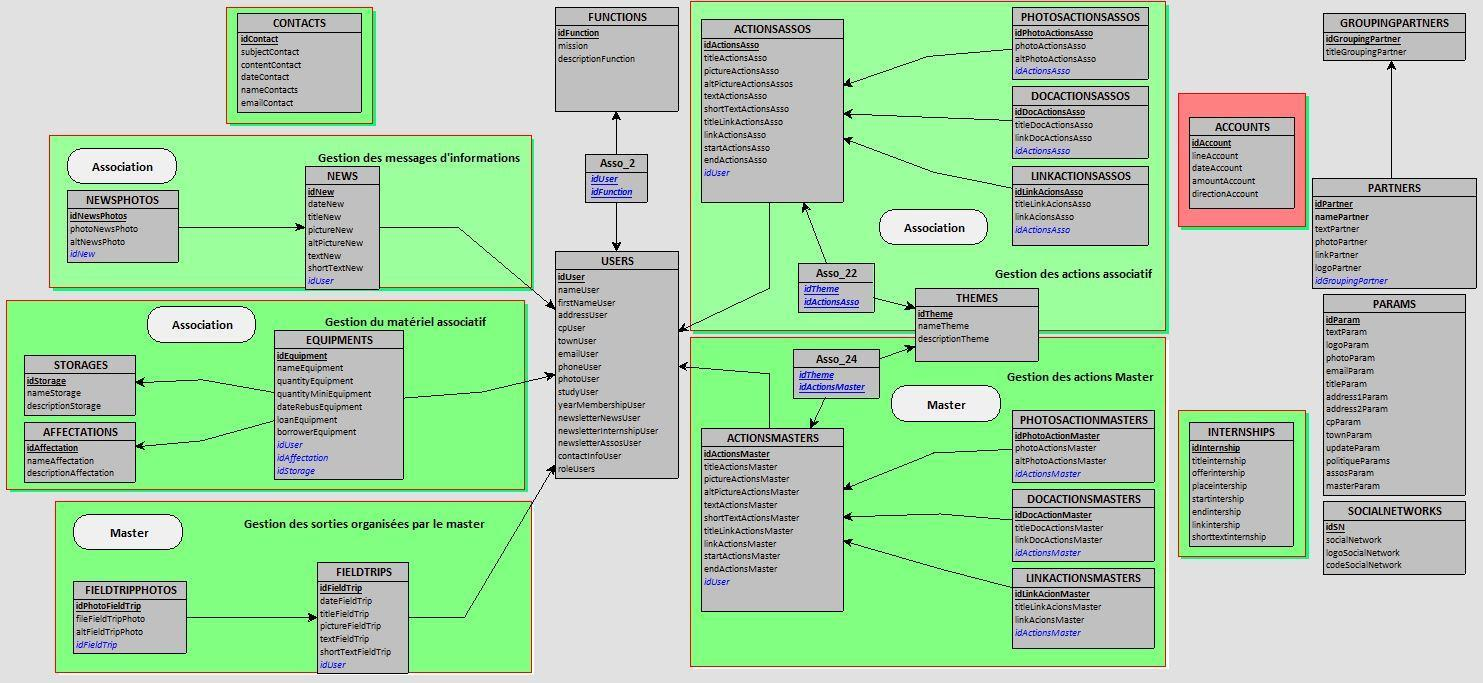 CONTACTS
idContact
subjectContact
contentContact
dateContact
nameContacts
emailContact
Association
Gestion des messages d'informations
NEWSPHOTOS
idNewsPhotos
photoNewsPhoto
altNewsPhoto
idNew
NEWS
idNew
dateNew
titleNew
pictureNew
altPictureNew
textNew
shortTextNew
idUser
Association
Gestion du matériel associatif
STORAGES
idStorage
nameStorage
descriptionStorage
AFFECTATIONS
idAffectation
nameAffectation
descriptionAffectation
EQUIPMENTS
idEquipment
nameEquipment
quantityEquipment
quantityMiniEquipment
dateRebusEquipment
loanEquipment
borrowerEquipment
idUser
idAffectation
idStorage
Master
Gestion des sorties organisées par le master
FIELDTRIPPHOTOS
idPhotoFieldTrip
fileFieldTripPhoto
altFieldTripPhoto
idFieldTrip
FIELDTRIPS
idFieldTrip
dateFieldTrip
titleFieldTrip
pictureFieldTrip
textFieldTrip
shortTextFieldTrip
idUser
FUNCTIONS
idFunction
mission
descriptionFunction
Asso_2
idUser
idFunction
USERS
idUser
nameUser
firstNameUser
addressUser
cpUser
townUser
emailUser
phoneUser
photoUser
studyUser
yearMembershipUser
newsletterNewsUser
newsletterInternshipUser
newsletterAssosUser
contactInfoUser
roleUsers
ACTIONSASSOS
idActionsAsso
titleActionsAsso
pictureActionsAsso
altPictureActionsAssos
textActionsAsso
shortTextActionsAsso
titleLinkActionsAsso
linkActionsAsso
startActionsAsso
endActionsAsso
idUser
PHOTOSACTIONSASSOS
idPhotoActionsAsso
photoActionsAsso
altPhotoActionsAsso
idActionsAsso
DOCACTIONSASSOS
idDocActionsAsso
titleDocActionsAsso
linkDocActionsAsso
idActionsAsso
LINKACTIONSASSOS
idLinkAcionsAsso
titleLinkActionsAsso
linkAcionsAsso
idActionsAsso
Association
Gestion des actions associatif
Asso_22
idTheme
idActionsAsso
THEMES
idTheme
nameTheme
descriptionTheme
Asso_24
idTheme
idActionsMaster
Gestion des actions Master
Master
ACTIONSMASTERS
idActionsMaster
titleActionsMaster
pictureActionsMaster
altPictureActionsMaster
textActionsMaster
shortTextActionsMaster
titleLinkActionsMaster
linkActionsMaster
startActionsMaster
endActionsMaster
idUser
PHOTOSACTIONMASTERS
idPhotoActionMaster
photoActionsMaster
altPhotoActionsMaster
idActionsMaster
DOCACTIONSMASTERS
idDocActionMaster
titleDocActionsMaster
linkDocActionsMaster
idActionsMaster
LINKACTIONSMASTERS
idLinkAcionMaster
titleLinkActionsMaster
linkAcionsMaster
idActionsMaster
ACCOUNTS
idAccount
lineAccount
dateAccount
amountAccount
directionAccount
INTERNSHIPS
idInternship
titleinternship
offerintership
placeintership
startintership
endintership
linkintership
shorttextinternship
GROUPINGPARTNERS
idGroupingPartner
titleGroupingPartner
PARTNERS
idPartner
namePartner
textPartner
photoPartner
linkPartner
logoPartner
idGroupingPartner
PARAMS
idParam
textParam
logoParam
photoParam
emailParam
titleParam
address1Param
address2Param
cpParam
townParam
updateParam
politiqueParams
assosParam
masterParam
SOCIALNETWORKS
idSN
socialNetwork
logoSocialNetwork
codeSocialNetwork